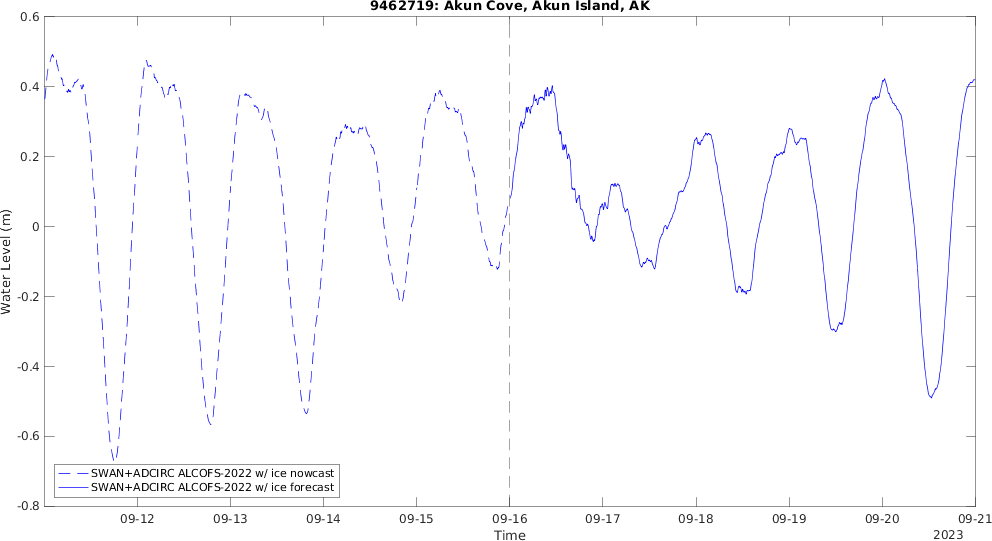 9462719: Akun Cove, Akun Island, AK
0.6
0.4
0.2
0
-0.2
-0.4
-0.6
-0.8
Water Level (m)
SWAN+ADCIRC ALCOFS-2022 w/ ice nowcast
SWAN+ADCIRC ALCOFS-2022 w/ ice forecast
09-12 09-13 09-14 09-15 09-16 09-17 09-18 09-19 09-20 09-21
Time
2023